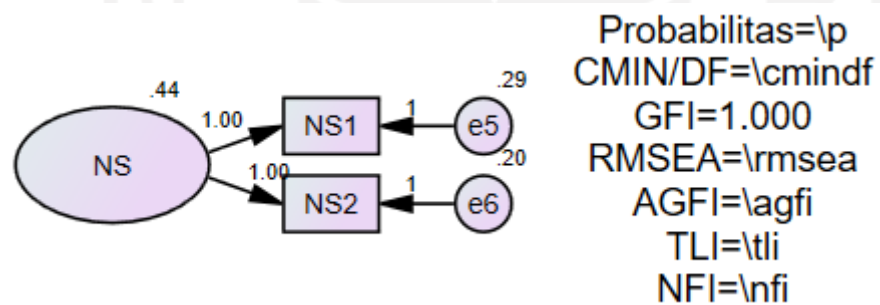 Probabilitas=\p
CMIN/DF=\cmindf
GFI=1.000
RMSEA=\rmsea
AGFI=\agfi
TLI=\tli
NFI=\nfi
.44
NS
1.00
NS1
1
e5
.29
1.00
NS2
1
e6
.20